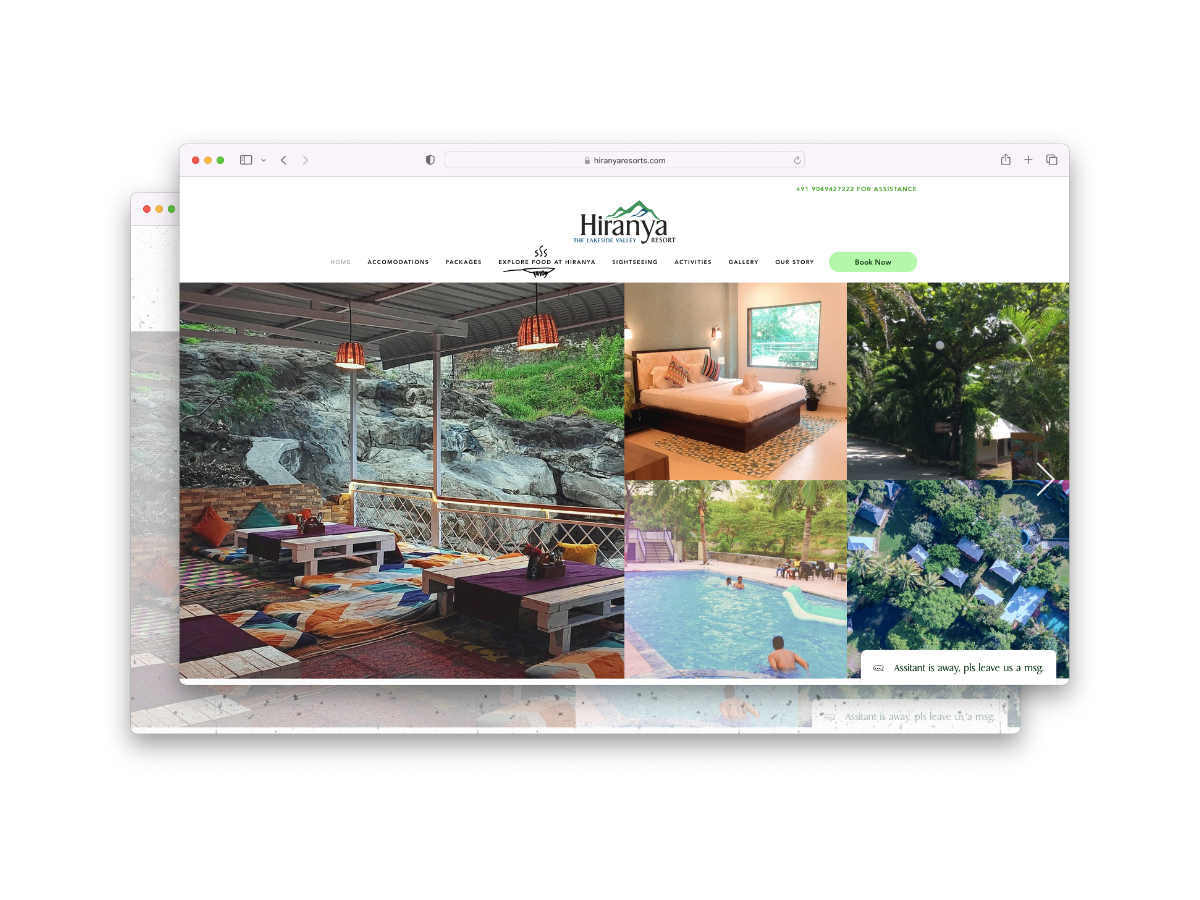 hiranyaresorts.com
+91 9049427222 FOR ASSISTANCE
Hiranya
THE LAKESIDE VALLEY RESORT
HOME ACCOMODATIONS PACKAGES EXPLORE FOOD AT HIRANYA SIGHTSEEING ACTIVITIES GALLERY OUR STORY Book Now
Assitant is away, pls leave us a msg.
Assitant is away, pls leave us a msg.